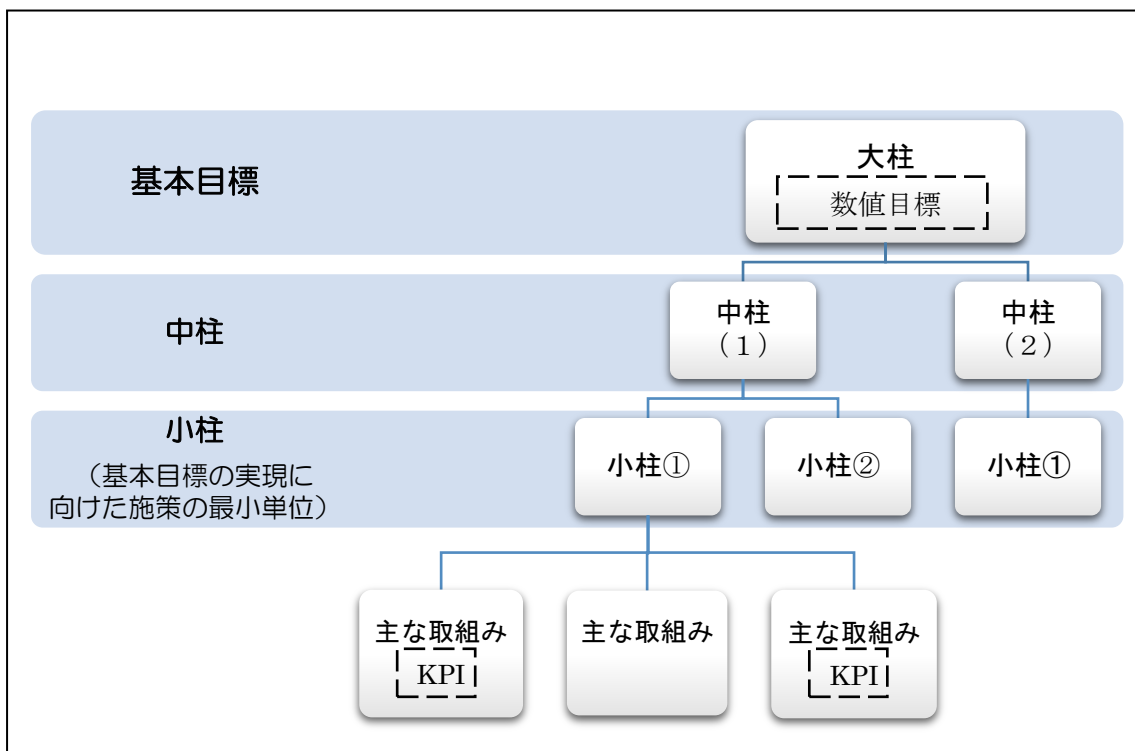 基本目標
大柱
数値目標
中柱
中柱
（１）
中柱
（２）
小柱
（基本目標の実現に
向けた施策の最小単位）
小柱①
小柱②
小柱①
主な取組み
KPI
主な取組み
主な取組み
KPI